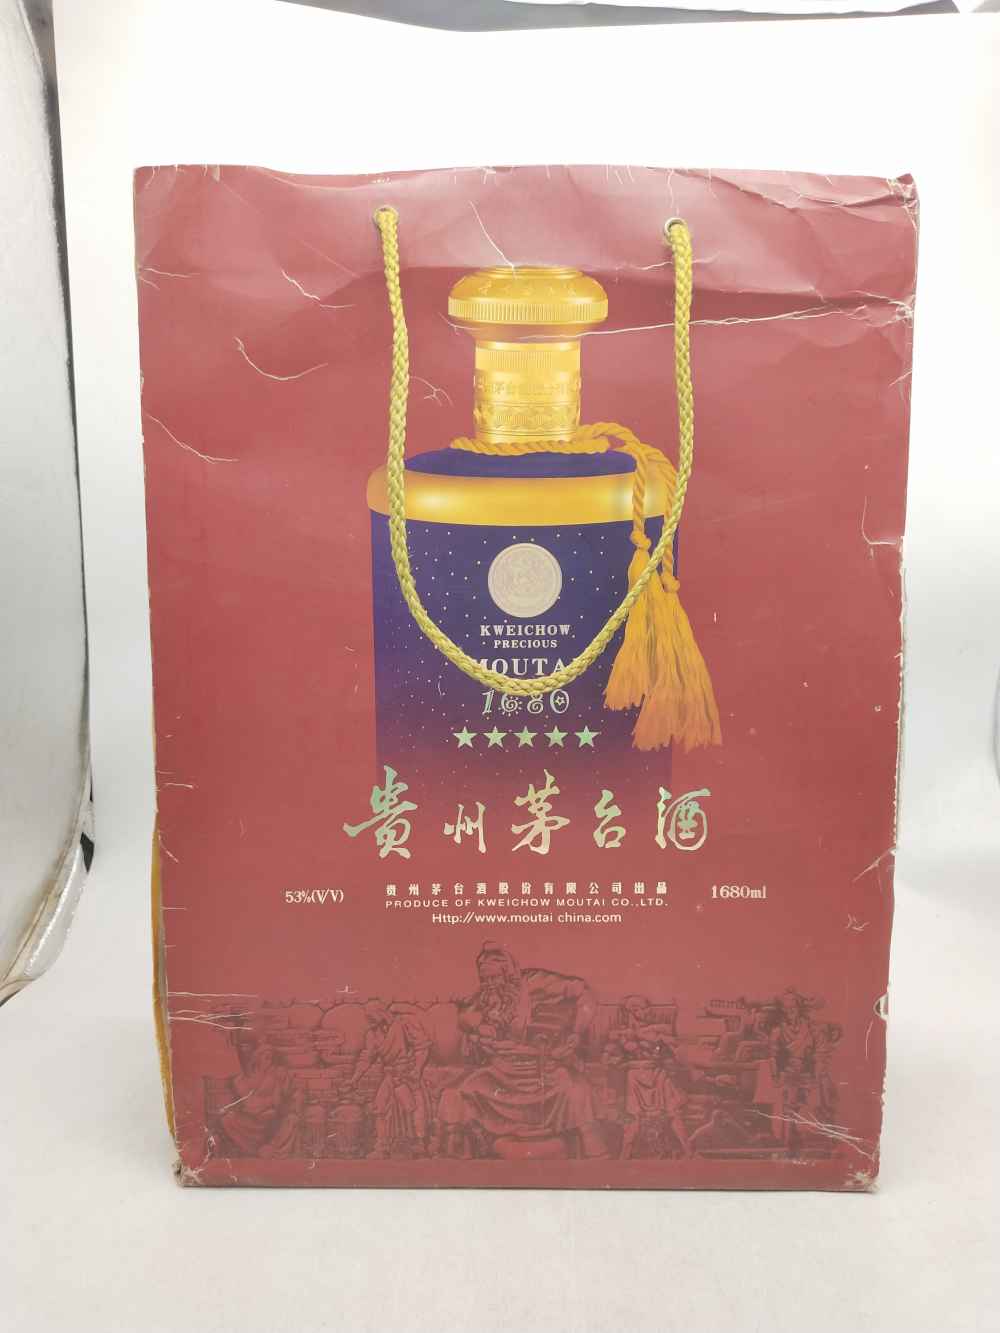 KWEICHOW
PRECIOUS
MOUTA
1680
贵州茅台酒
53%(V/V)
贵州茅台酒股份有限公司出品
1680ml
PRODUCE OF KWEICHOW MOUTAI CO.,LTD.
Http://www.moutai china.com